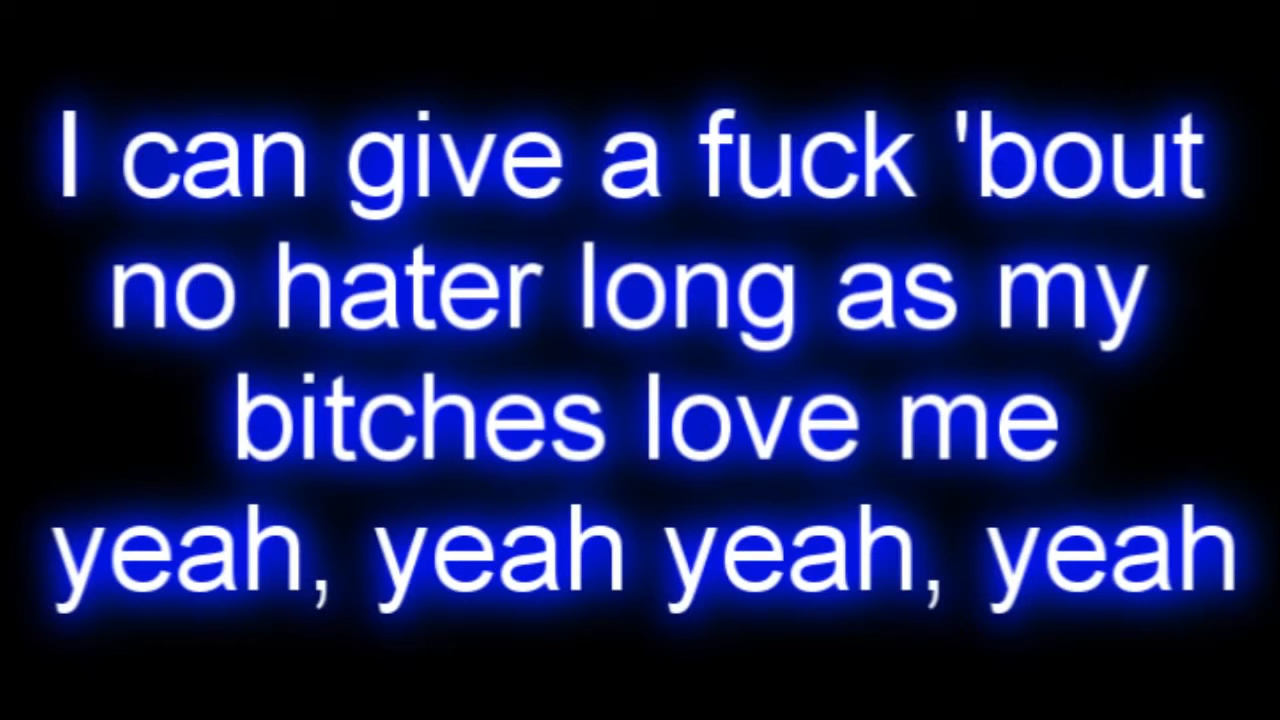 I can give a fuck 'bout
no hater long as my
bitches love me
yeah, yeah yeah, yeah